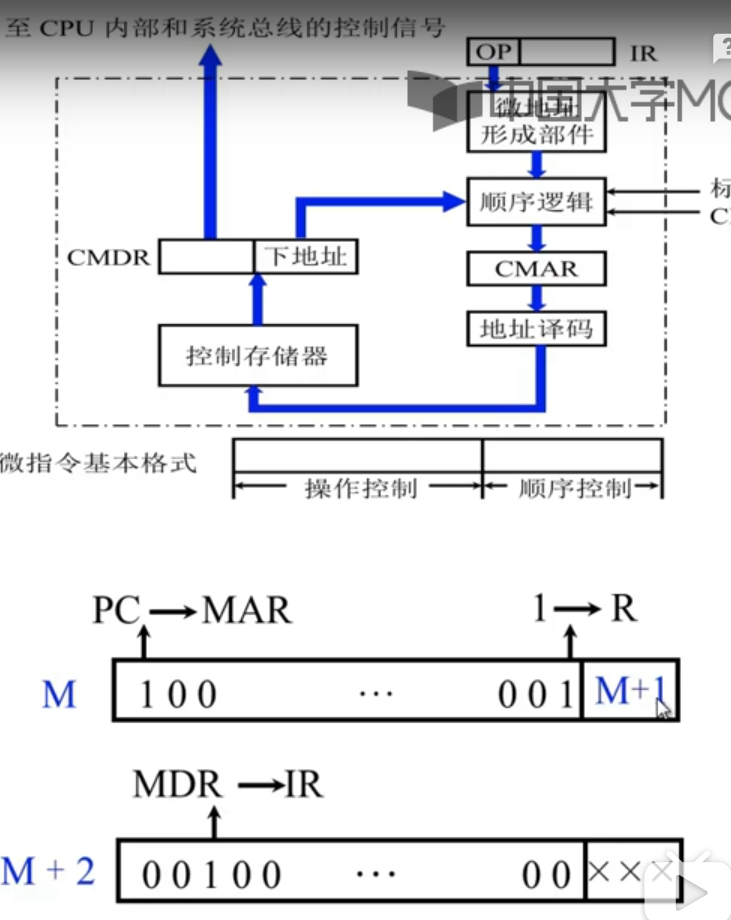 至 CPU 内部和系统总线的控制信号
OP IR
中国大学MO
微地址
形成部件
顺序逻辑
标
C
CMDR 下地址
CMAR
地址译码
控制存储器
微指令基本格式
操作控制 顺序控制
PC→MAR 1→R
M 1 0 0 ··· 0 0 1 M+1
MDR→IR
M + 2 0 0 1 0 0 ··· 0 0 ×××